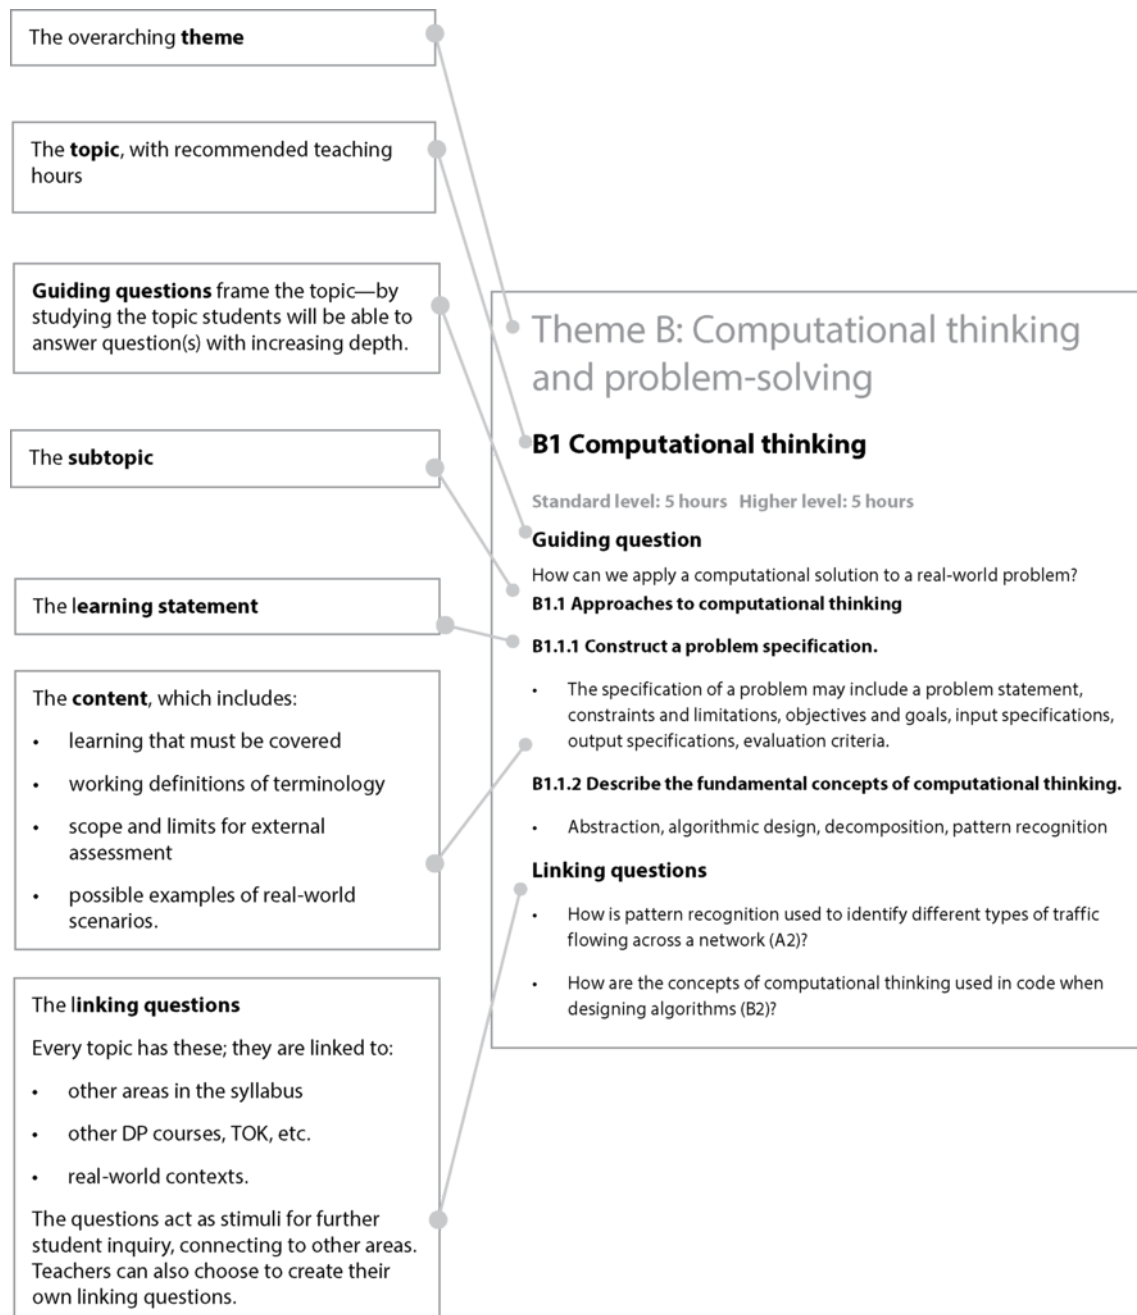 The overarching theme
The topic, with recommended teaching
hours
Guiding questions frame the topic—by
studying the topic students will be able to
answer question(s) with increasing depth.
The subtopic
The learning statement
The content, which includes:
• learning that must be covered
• working definitions of terminology
• scope and limits for external
assessment
• possible examples of real-world
scenarios.
The linking questions
Every topic has these; they are linked to:
• other areas in the syllabus
• other DP courses, TOK, etc.
• real-world contexts.
The questions act as stimuli for further
student inquiry, connecting to other areas.
Teachers can also choose to create their
own linking questions.
Theme B: Computational thinking
and problem-solving
B1 Computational thinking
Standard level: 5 hours Higher level: 5 hours
Guiding question
How can we apply a computational solution to a real-world problem?
B1.1 Approaches to computational thinking
B1.1.1 Construct a problem specification.
• The specification of a problem may include a problem statement,
constraints and limitations, objectives and goals, input specifications,
output specifications, evaluation criteria.
B1.1.2 Describe the fundamental concepts of computational thinking.
• Abstraction, algorithmic design, decomposition, pattern recognition
Linking questions
• How is pattern recognition used to identify different types of traffic
flowing across a network (A2)?
• How are the concepts of computational thinking used in code when
designing algorithms (B2)?